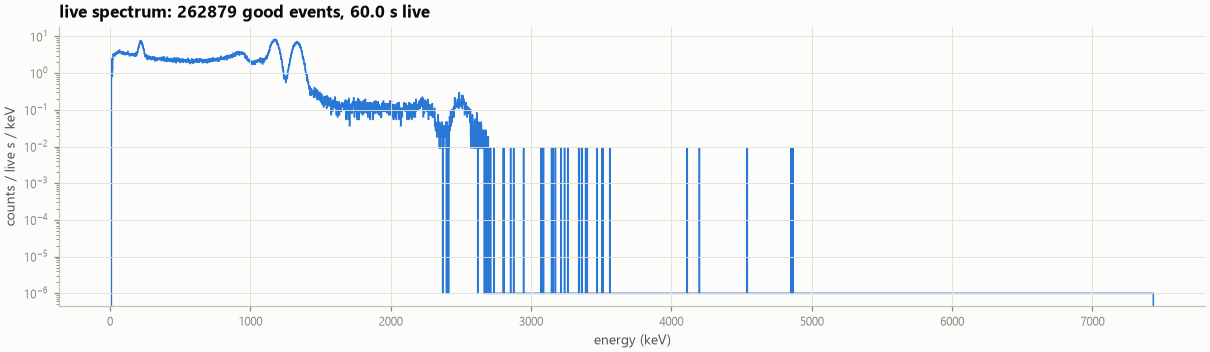 live spectrum: 262879 good events, 60.0 s live
counts / live s / keV
10¹
10⁰
10⁻¹
10⁻²
10⁻³
10⁻⁴
10⁻⁵
10⁻⁶
0 1000 2000 3000 4000 5000 6000 7000
energy (keV)